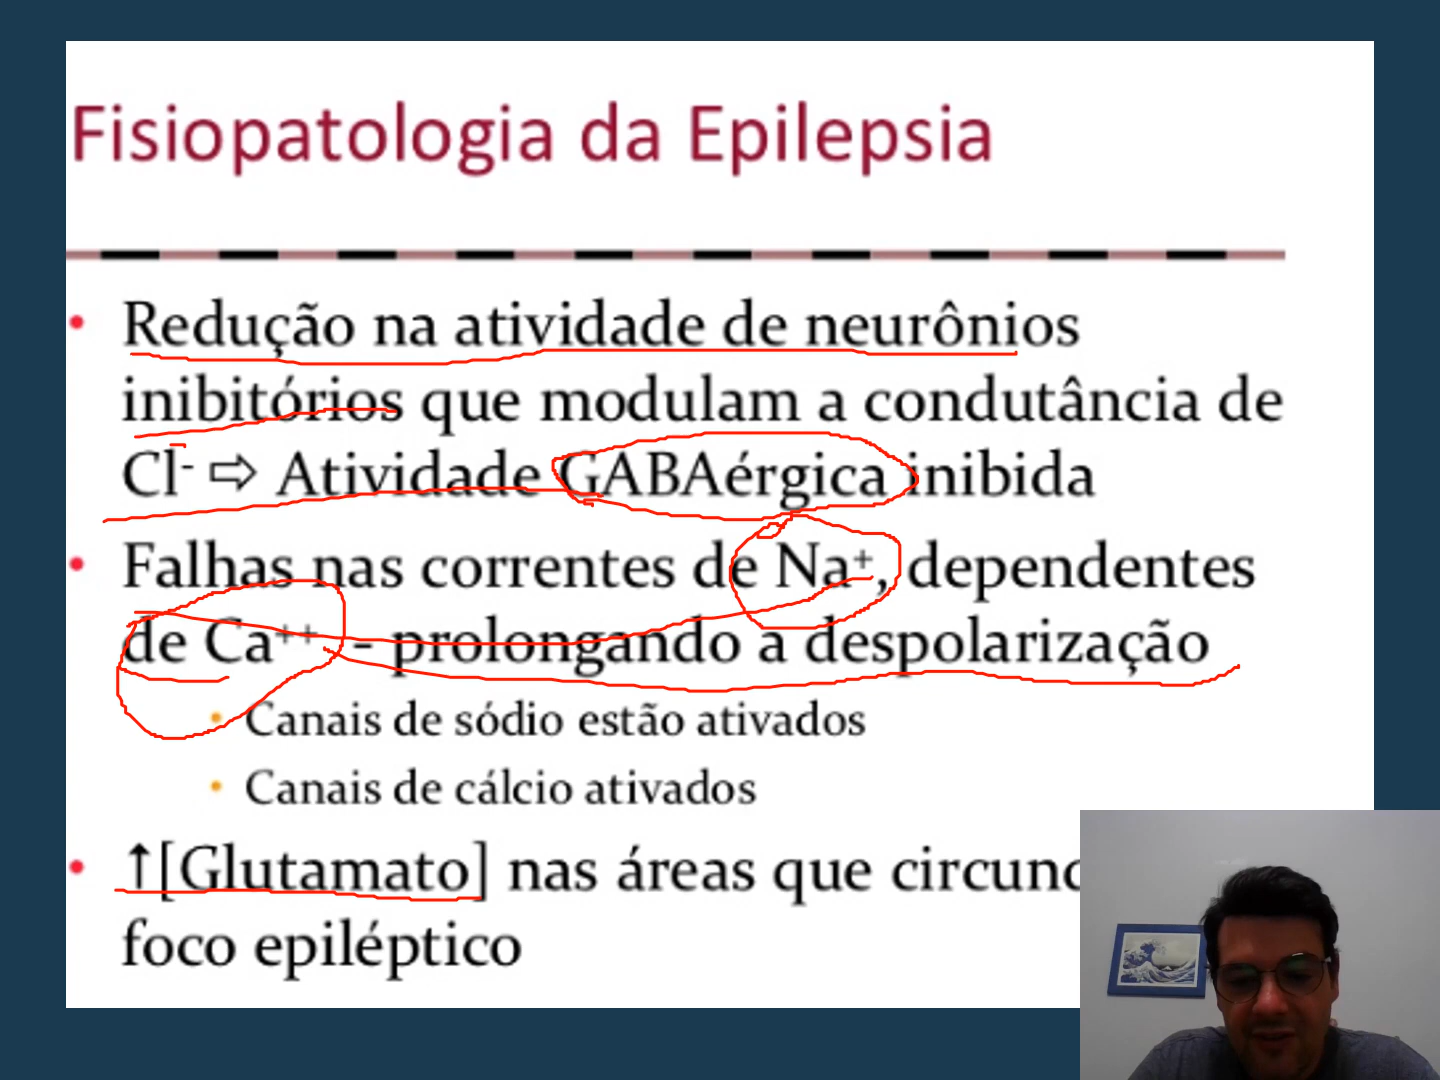 Fisiopatologia da Epilepsia
• Redução na atividade de neurônios
inibitórios que modulam a condutância de
Cl⁻ ⇨ Atividade GABAérgica inibida
• Falhas nas correntes de Na⁺, dependentes
de Ca⁺⁺ - prolongando a despolarização
• Canais de sódio estão ativados
• Canais de cálcio ativados
• ↑[Glutamato] nas áreas que
foco epiléptico